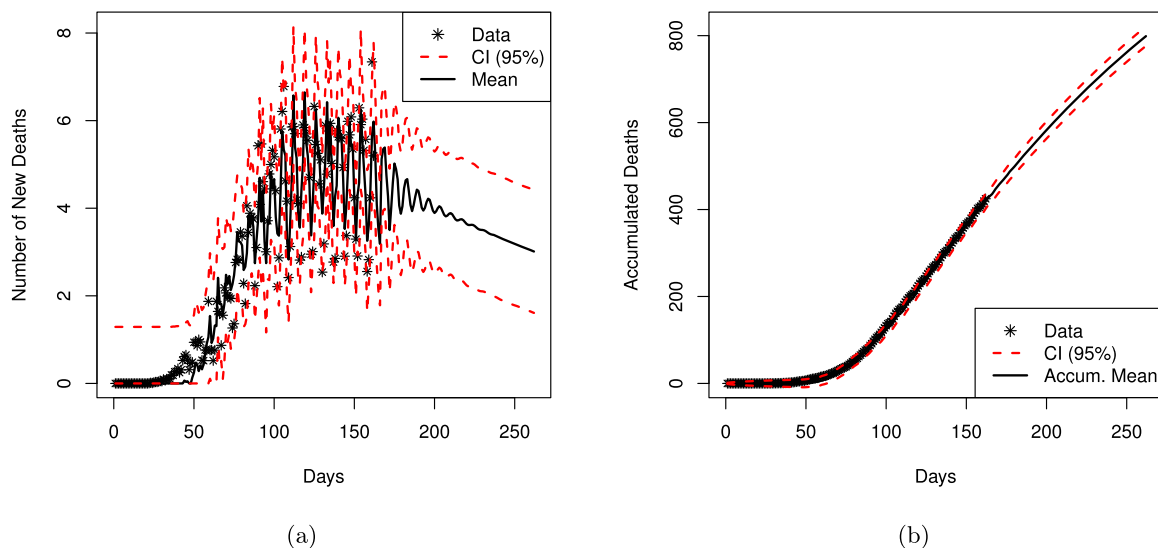 Number of New Deaths
8
6
4
2
0
0 50 100 150 200 250
Days
Data
CI (95%)
Mean
(a)
Accumulated Deaths
800
600
400
200
0
0 50 100 150 200 250
Days
Data
CI (95%)
Accum. Mean
(b)